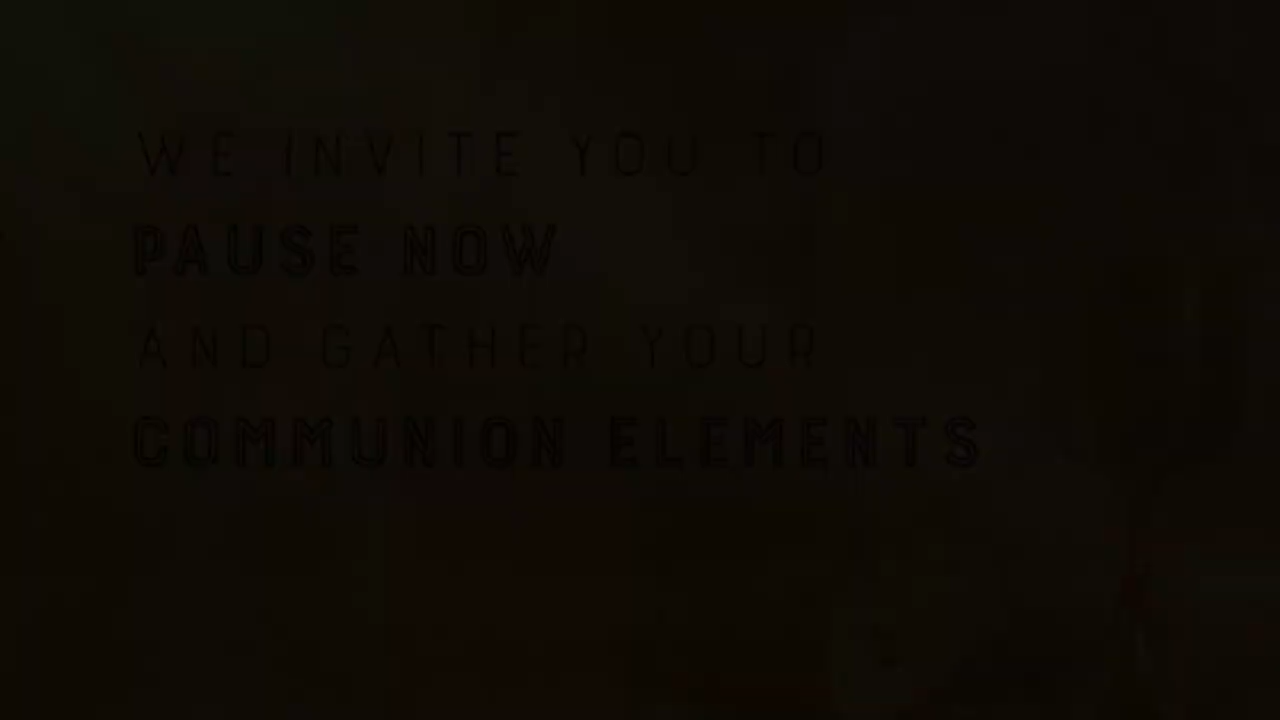 WE INVITE YOU TO
PAUSE NOW
AND GATHER YOUR
COMMUNION ELEMENTS